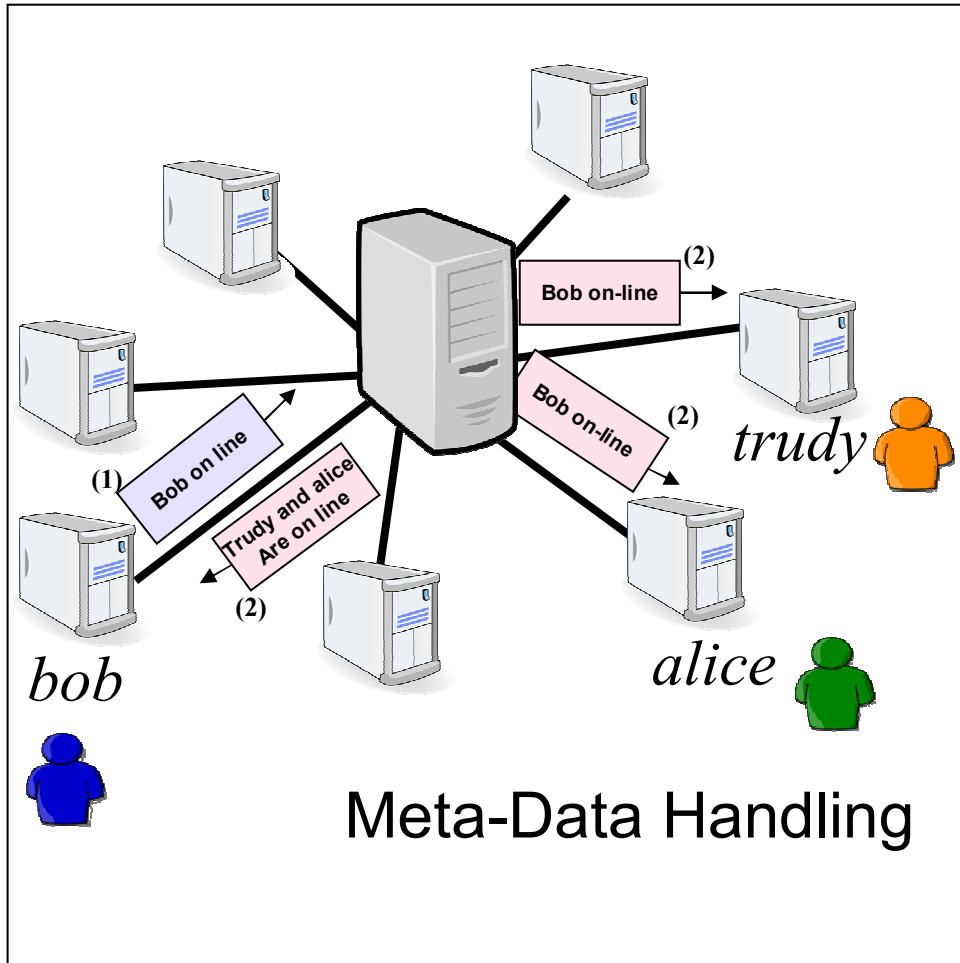 (2)
Bob on-line
Bob on-line
(2)
trudy
(1)
Bob on line
Trudy and alice
Are on line
(2)
bob
alice
Meta-Data Handling